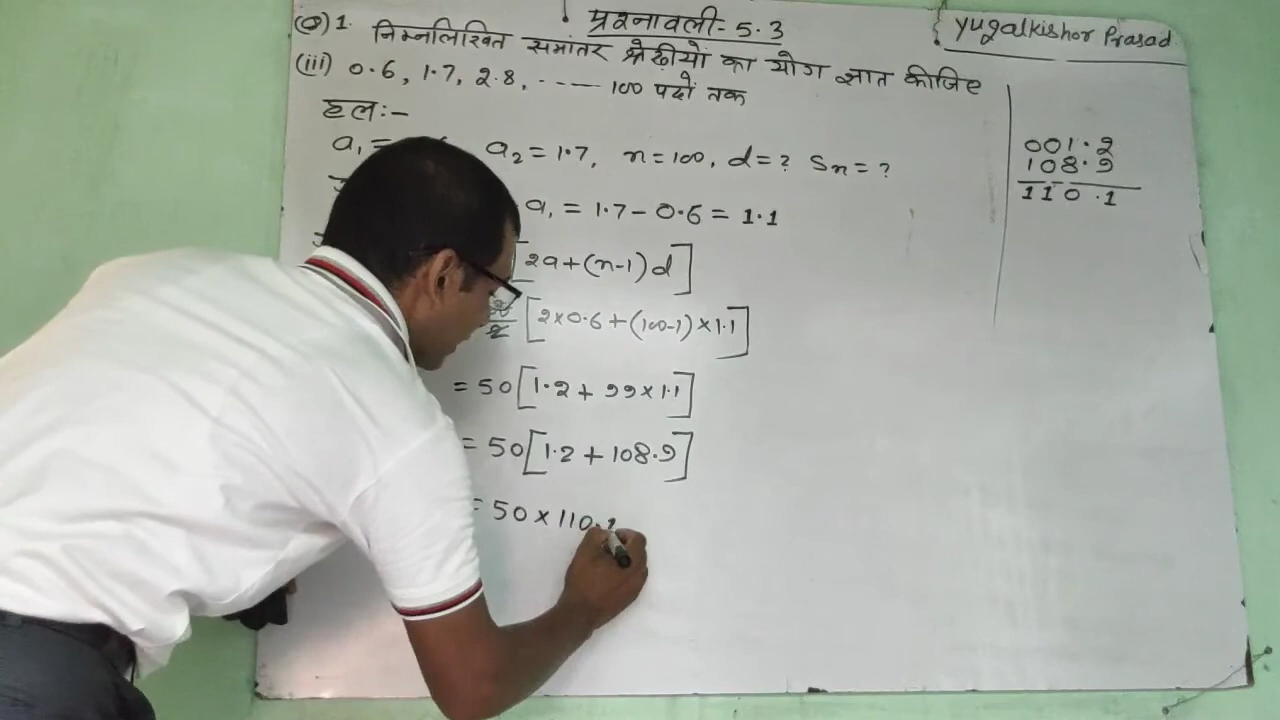 प्रश्नावली-5.3
yugalkishor Prasad
(Q) 1. निम्नलिखित समांतर श्रेढ़ीयों का योग ज्ञात कीजिए
(iii) 0.6, 1.7, 2.8, ------ 100 पदों तक
हल:-
a₁ = a₂ = 1.7, n = 100, d = ? Sn = ?
a₁ = 1.7 - 0.6 = 1.1
2a + (n-1) d]
2 [2×0.6 + (100-1) × 1.1]
= 50 [1.2 + 99 × 1.1]
= 50 [1.2 + 108.9]
= 50 × 110.1
001.2
108.9
110.1